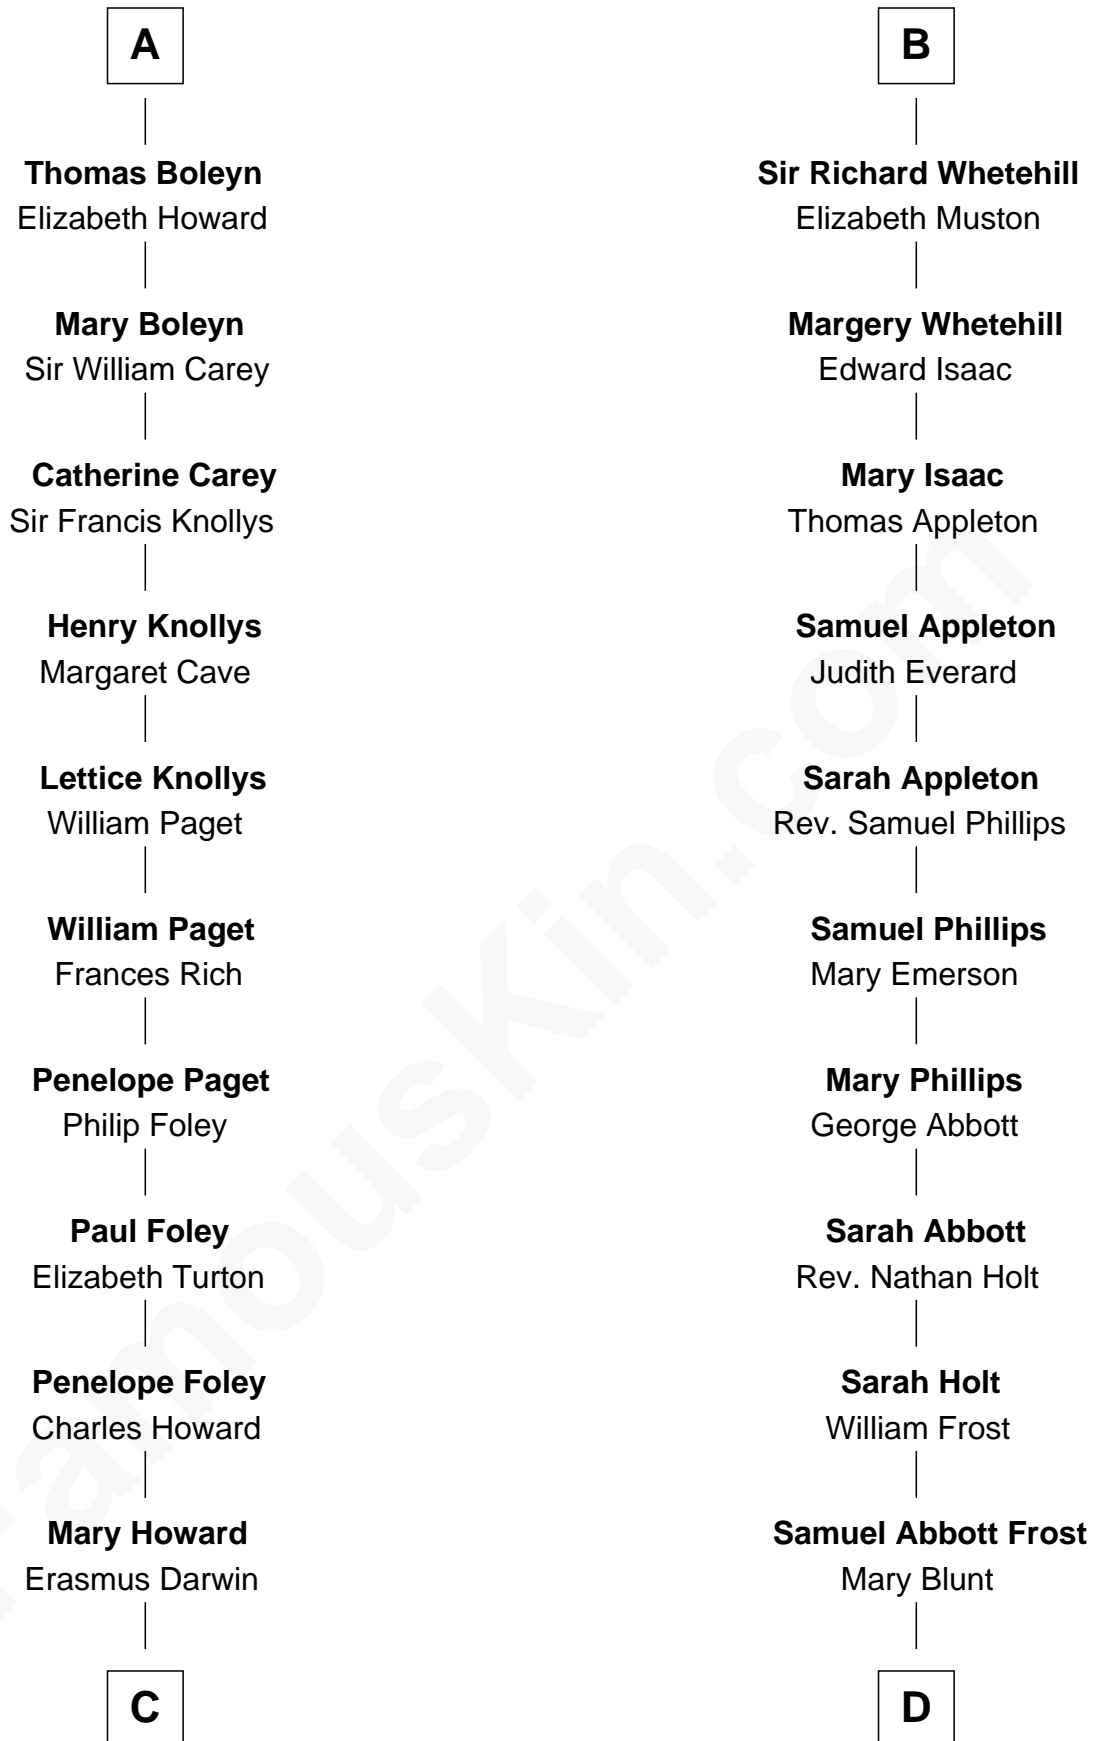 A
Thomas Boleyn
Elizabeth Howard
Mary Boleyn
Sir William Carey
Catherine Carey
Sir Francis Knollys
Henry Knollys
Margaret Cave
Lettice Knollys
William Paget
William Paget
Frances Rich
Penelope Paget
Philip Foley
Paul Foley
Elizabeth Turton
Penelope Foley
Charles Howard
Mary Howard
Erasmus Darwin
C
B
Sir Richard Whetehill
Elizabeth Muston
Margery Whetehill
Edward Isaac
Mary Isaac
Thomas Appleton
Samuel Appleton
Judith Everard
Sarah Appleton
Rev. Samuel Phillips
Samuel Phillips
Mary Emerson
Mary Phillips
George Abbott
Sarah Abbott
Rev. Nathan Holt
Sarah Holt
William Frost
Samuel Abbott Frost
Mary Blunt
D
FamousKin.com